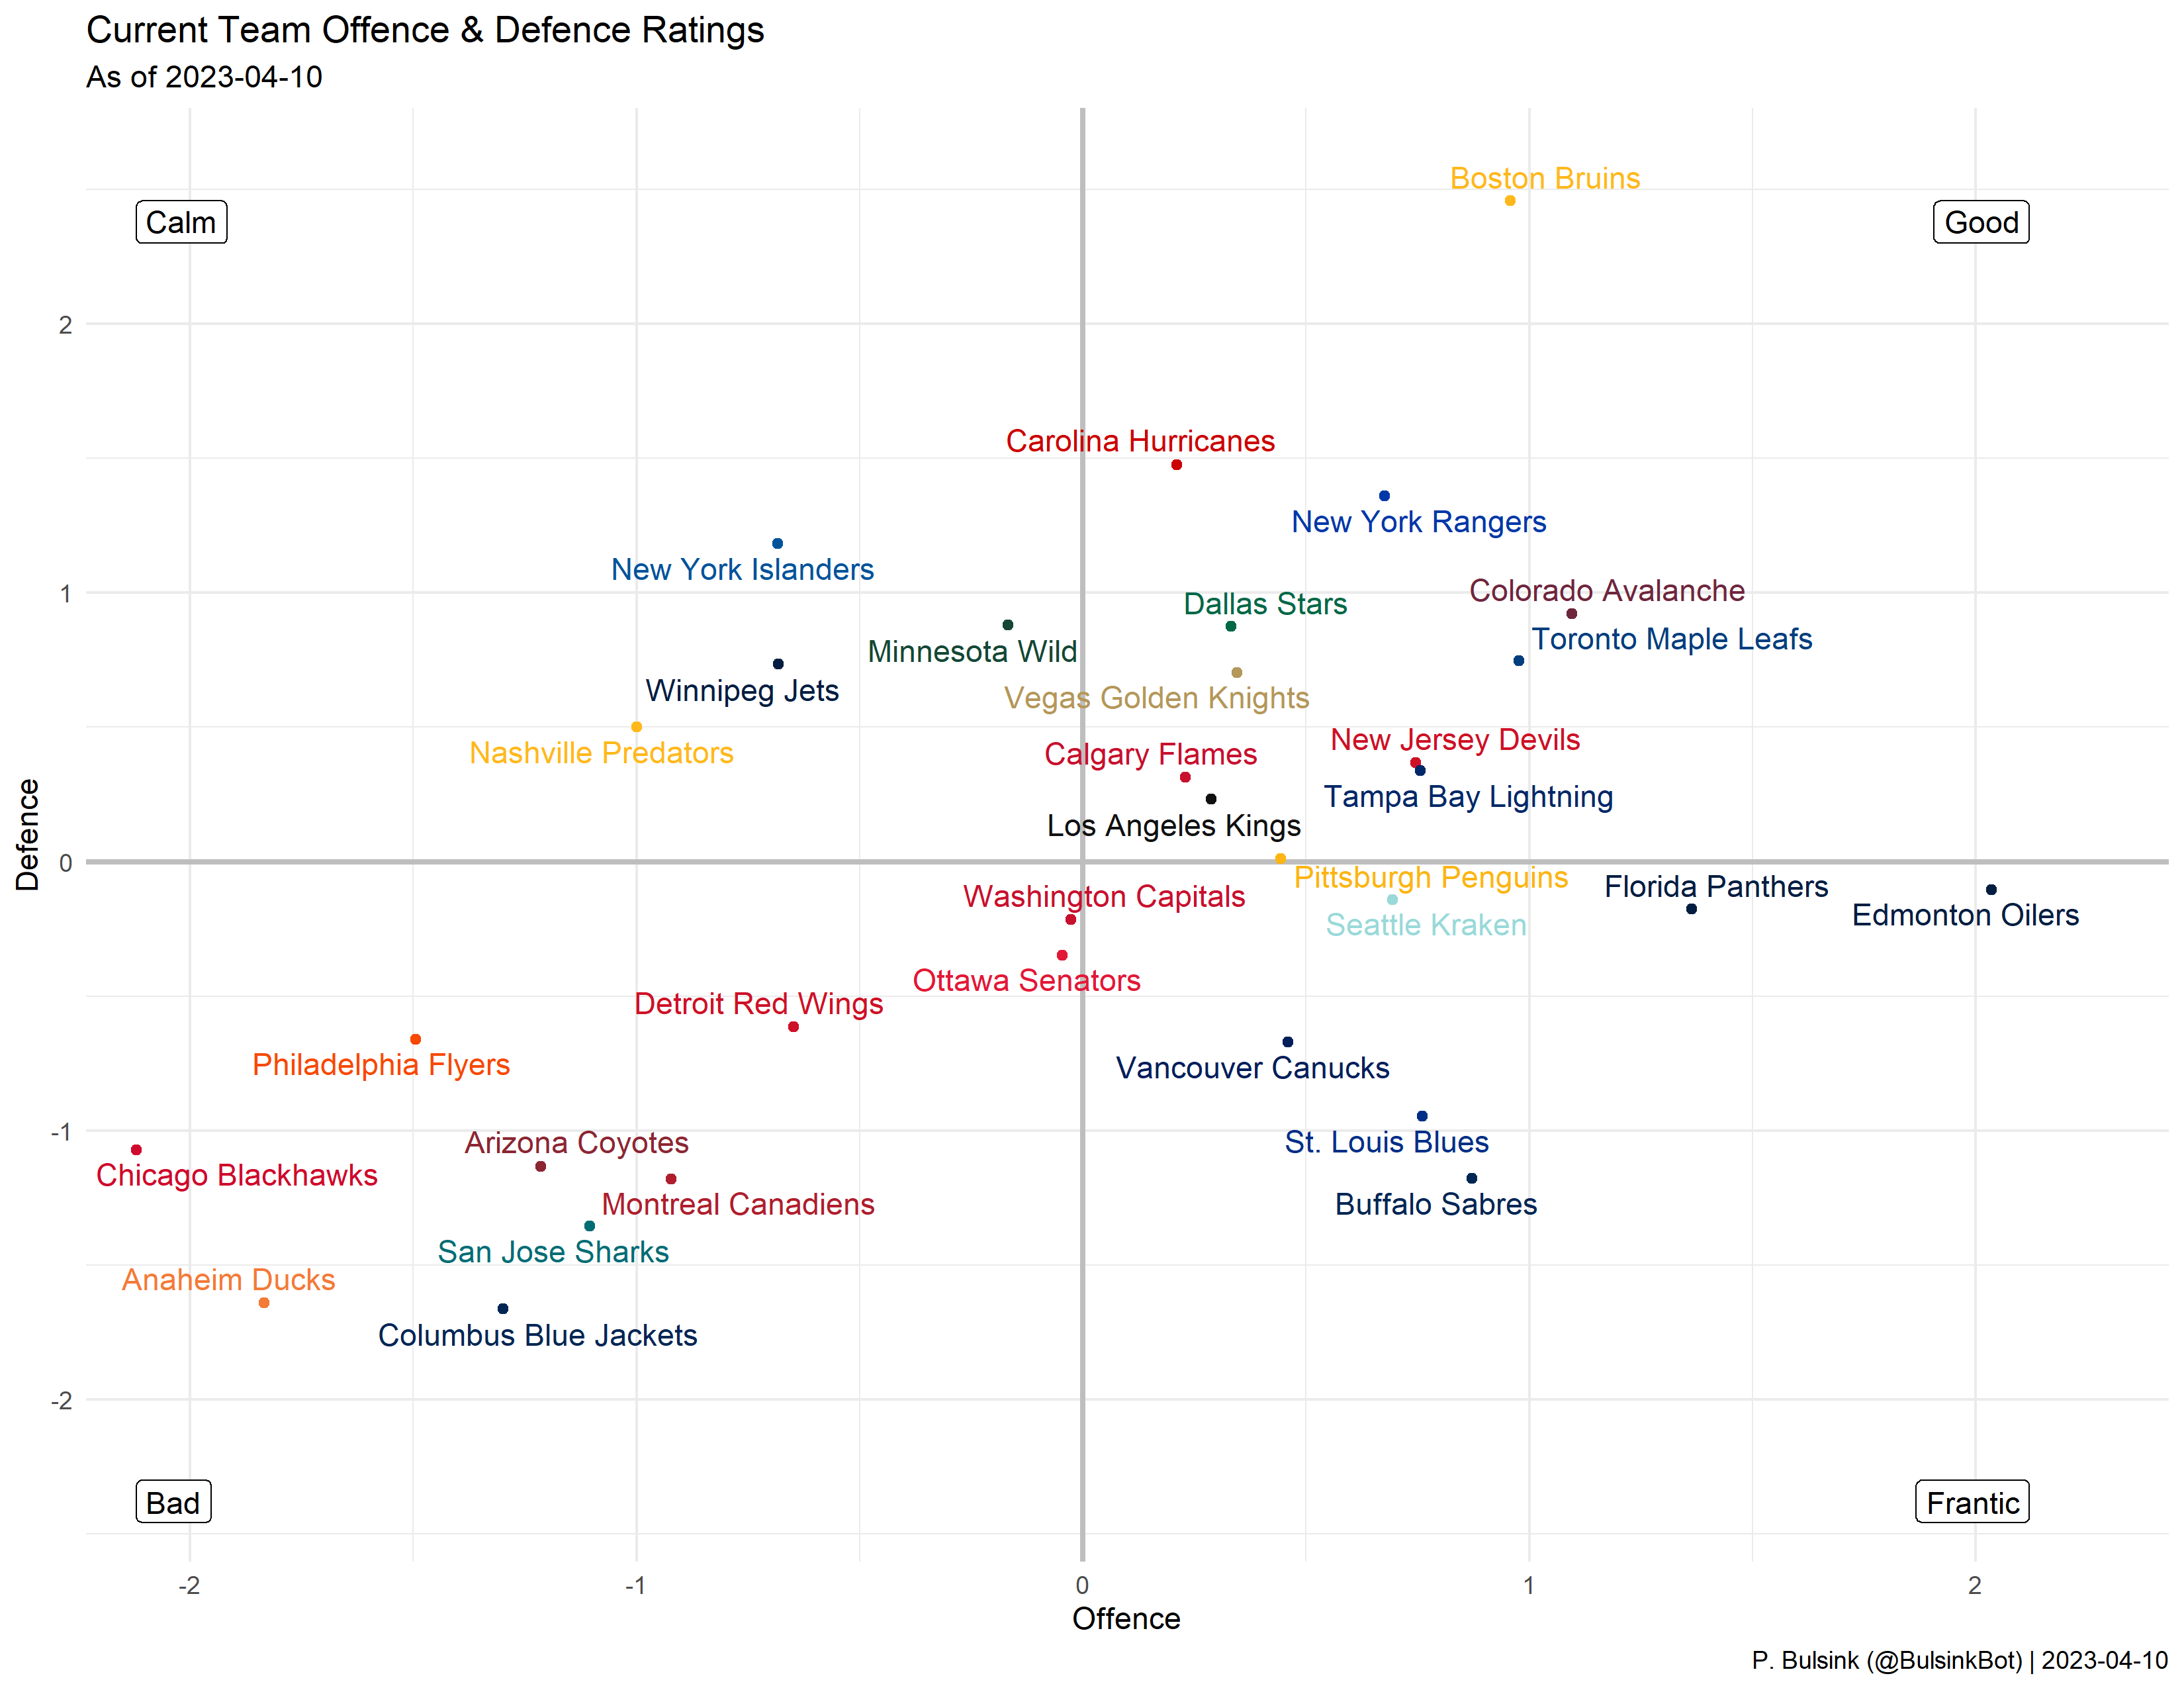 Current Team Offence & Defence Ratings
As of 2023-04-10
Boston Bruins
Calm
Good
2
Carolina Hurricanes
New York Rangers
New York Islanders
1
Colorado Avalanche
Dallas Stars
Toronto Maple Leafs
Minnesota Wild
Winnipeg Jets
Vegas Golden Knights
New Jersey Devils
Nashville Predators
Calgary Flames
Tampa Bay Lightning
Los Angeles Kings
Defence
0
Pittsburgh Penguins
Florida Panthers
Washington Capitals
Edmonton Oilers
Seattle Kraken
Ottawa Senators
Detroit Red Wings
Philadelphia Flyers
Vancouver Canucks
-1
Arizona Coyotes
St. Louis Blues
Chicago Blackhawks
Montreal Canadiens
Buffalo Sabres
San Jose Sharks
Anaheim Ducks
Columbus Blue Jackets
-2
Bad
Frantic
-2 -1 0 1 2
Offence
P. Bulsink (@BulsinkBot) | 2023-04-10